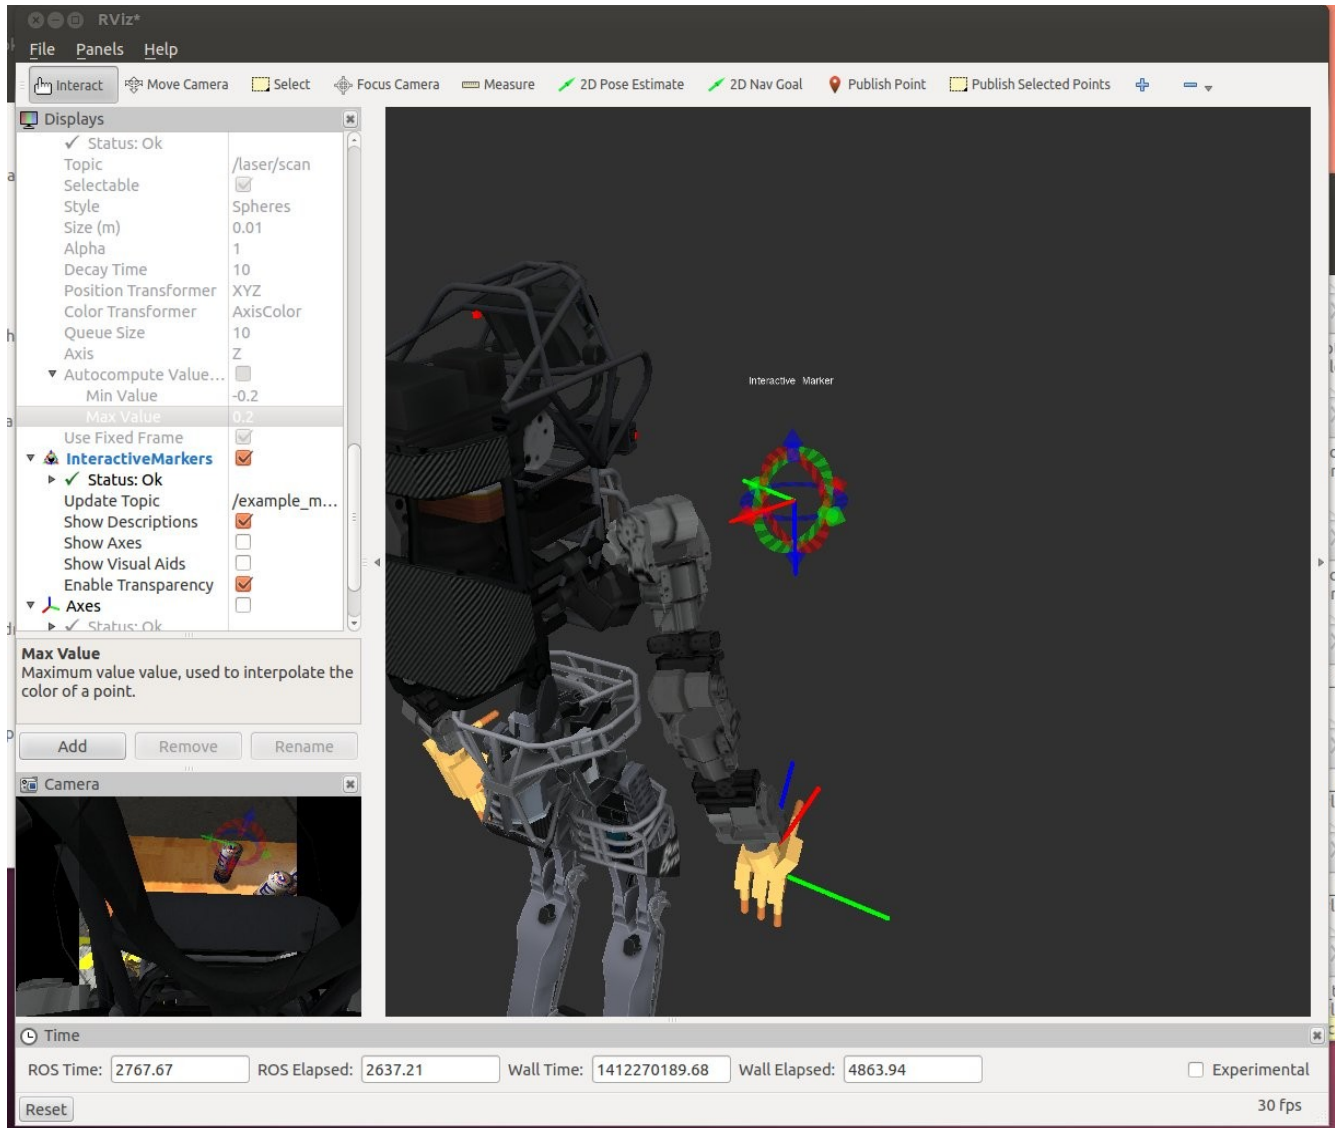 RViz*
File Panels Help
Interact Move Camera Select Focus Camera Measure 2D Pose Estimate 2D Nav Goal Publish Point Publish Selected Points
Displays
Status: Ok
Topic /laser/scan
Selectable
Style Spheres
Size (m) 0.01
Alpha 1
Decay Time 10
Position Transformer XYZ
Color Transformer AxisColor
Queue Size 10
Axis Z
Autocompute Value...
Min Value -0.2
Max Value 0.2
Use Fixed Frame
InteractiveMarkers
Status: Ok
Update Topic /example_m...
Show Descriptions
Show Axes
Show Visual Aids
Enable Transparency
Axes
Status: Ok
Max Value
Maximum value value, used to interpolate the
color of a point.
Add Remove Rename
Camera
Interactive Marker
Time
ROS Time: 2767.67 ROS Elapsed: 2637.21 Wall Time: 1412270189.68 Wall Elapsed: 4863.94 Experimental
Reset 30 fps